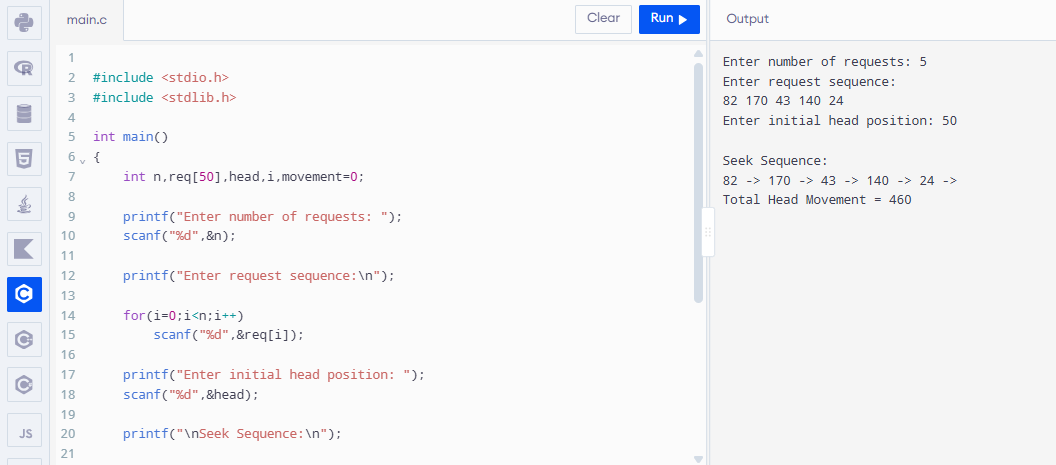 main.c
Clear
Run
Output
1
2 #include <stdio.h>
3 #include <stdlib.h>
4
5 int main()
6 {
7 int n,req[50],head,i,movement=0;
8
9 printf("Enter number of requests: ");
10 scanf("%d",&n);
11
12 printf("Enter request sequence:\n");
13
14 for(i=0;i<n;i++)
15 scanf("%d",&req[i]);
16
17 printf("Enter initial head position: ");
18 scanf("%d",&head);
19
20 printf("\nSeek Sequence:\n");
21
Enter number of requests: 5
Enter request sequence:
82 170 43 140 24
Enter initial head position: 50
Seek Sequence:
82 -> 170 -> 43 -> 140 -> 24 ->
Total Head Movement = 460
R
5
C
C
C
JS